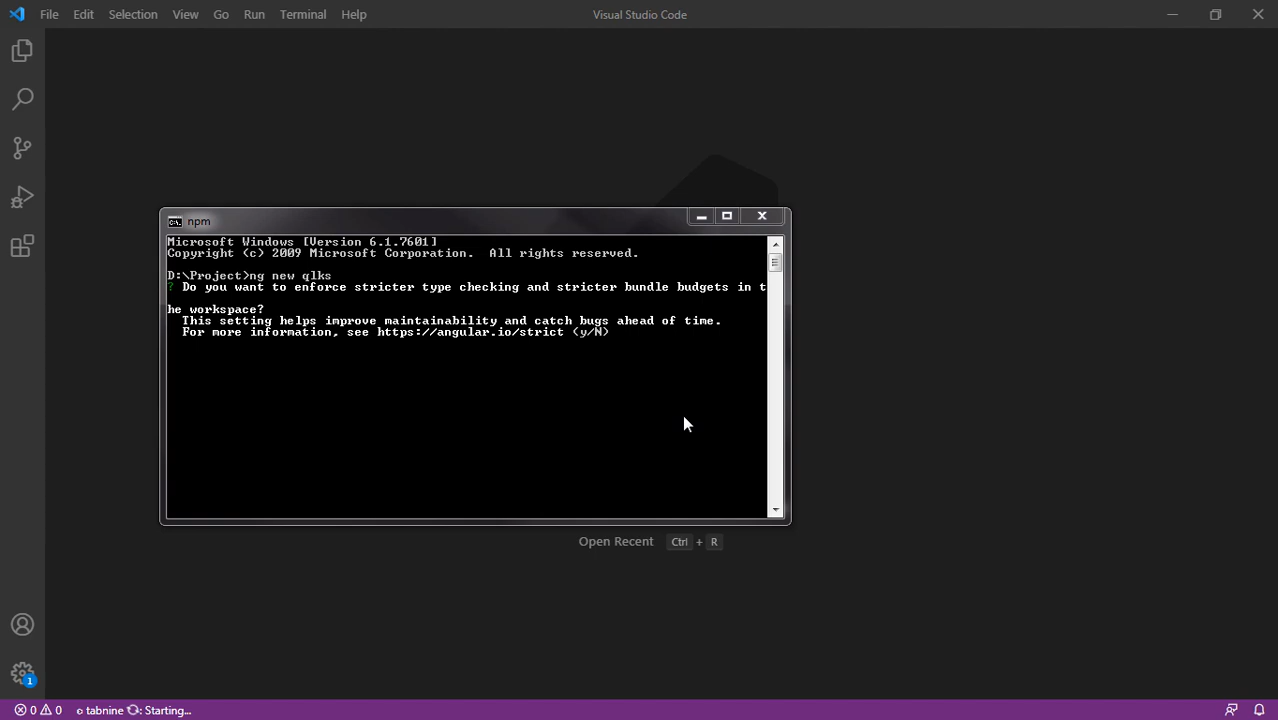 File Edit Selection View Go Run Terminal Help Visual Studio Code
npm
Microsoft Windows [Version 6.1.7601]
Copyright (c) 2009 Microsoft Corporation.  All rights reserved.
D:\Project>ng new qlks
? Do you want to enforce stricter type checking and stricter bundle budgets in t
he workspace?
This setting helps improve maintainability and catch bugs ahead of time.
For more information, see https://angular.io/strict (y/N)
Open Recent Ctrl + R
1
0 0 tabnine : Starting...